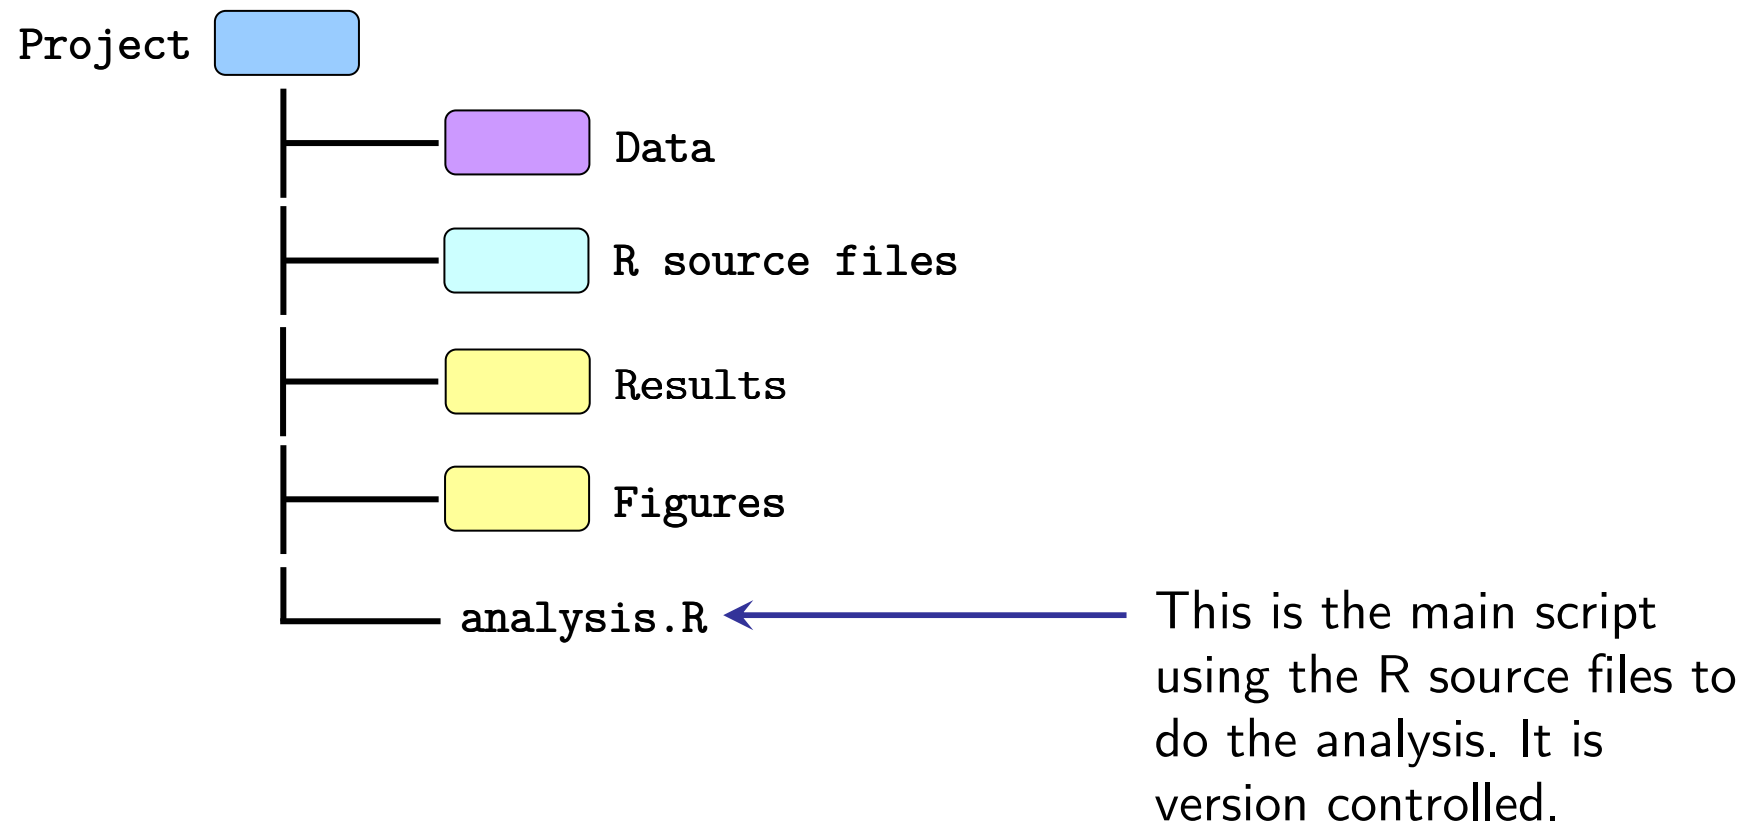 Project
Data
R source files
Results
Figures
analysis.R
This is the main script
using the R source files to
do the analysis. It is
version controlled.